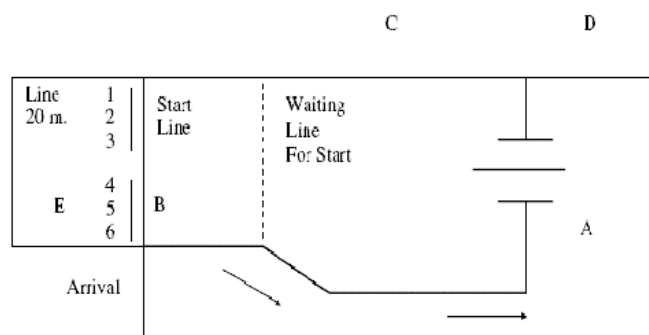 C D
Line 1
20 m. 2
3
Start
Line
Waiting
Line
For Start
4
E 5 B
6
A
Arrival